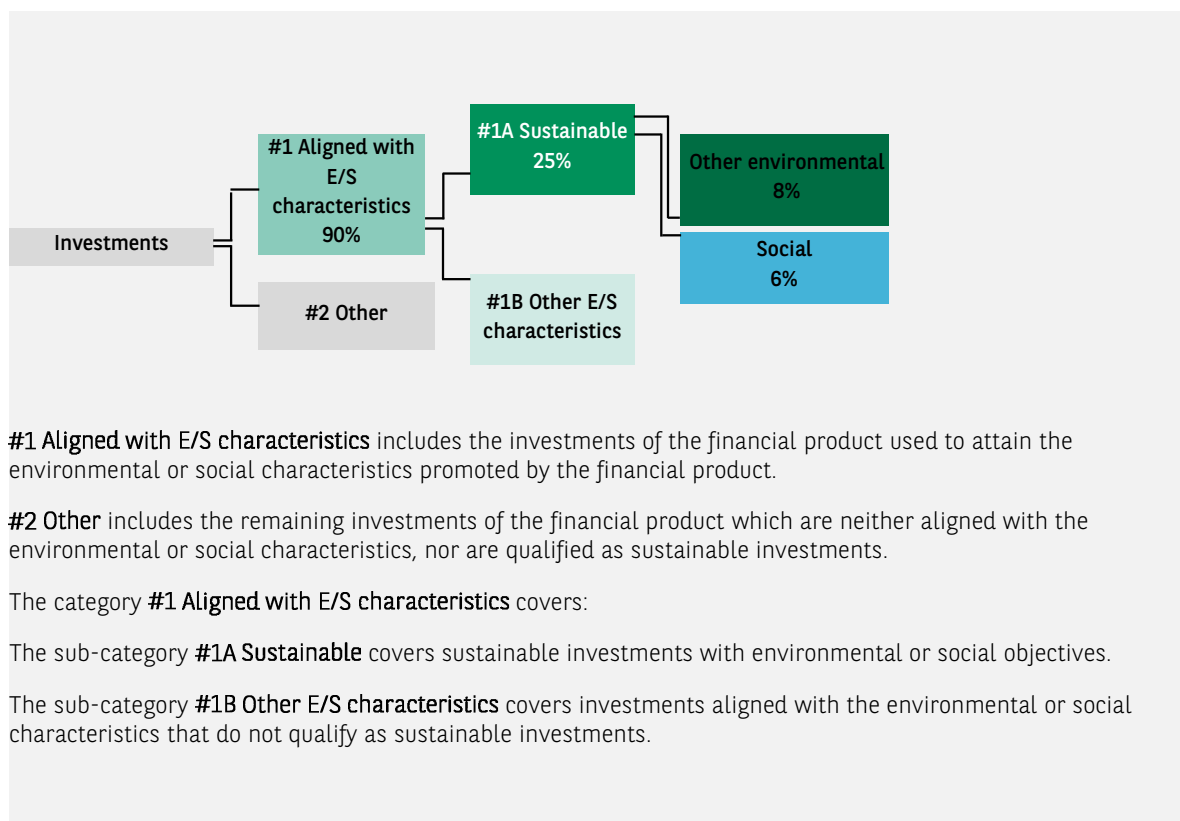 #1 Aligned with
E/S
characteristics
90%
#1A Sustainable
25%
Other environmental
8%
Investments
Social
6%
#2 Other
#1B Other E/S
characteristics
#1 Aligned with E/S characteristics includes the investments of the financial product used to attain the
environmental or social characteristics promoted by the financial product.
#2 Other includes the remaining investments of the financial product which are neither aligned with the
environmental or social characteristics, nor are qualified as sustainable investments.
The category #1 Aligned with E/S characteristics covers:
The sub-category #1A Sustainable covers sustainable investments with environmental or social objectives.
The sub-category #1B Other E/S characteristics covers investments aligned with the environmental or social
characteristics that do not qualify as sustainable investments.